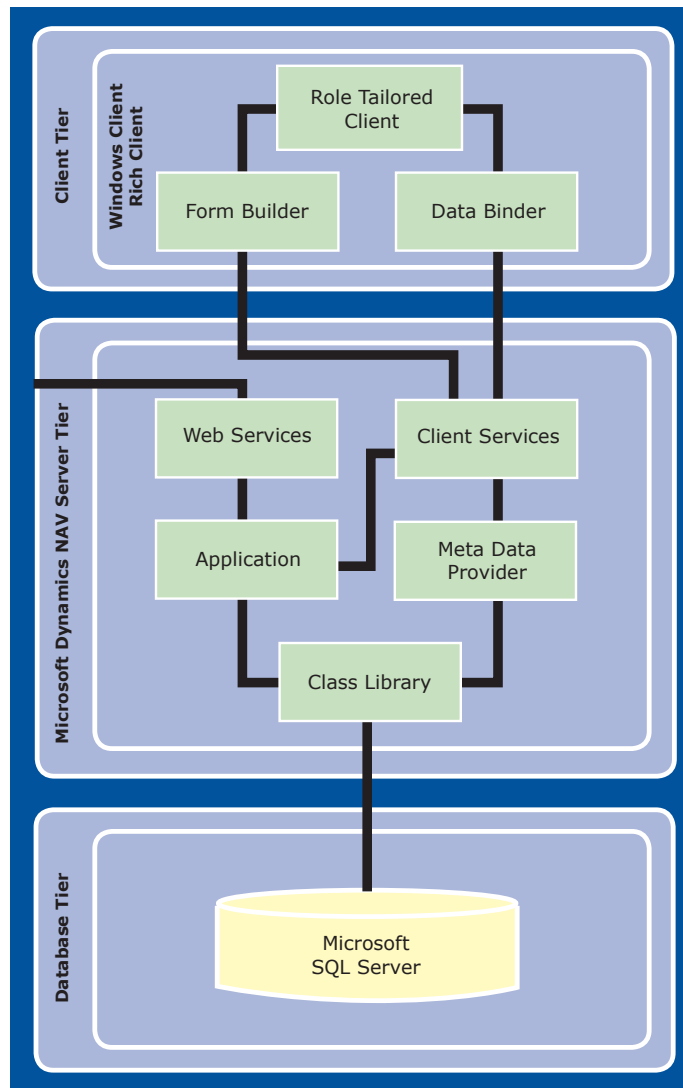 Client Tier
Windows Client
Rich Client
Role Tailored
Client
Form Builder
Data Binder
Microsoft Dynamics NAV Server Tier
Web Services
Client Services
Application
Meta Data
Provider
Class Library
Database Tier
Microsoft
SQL Server